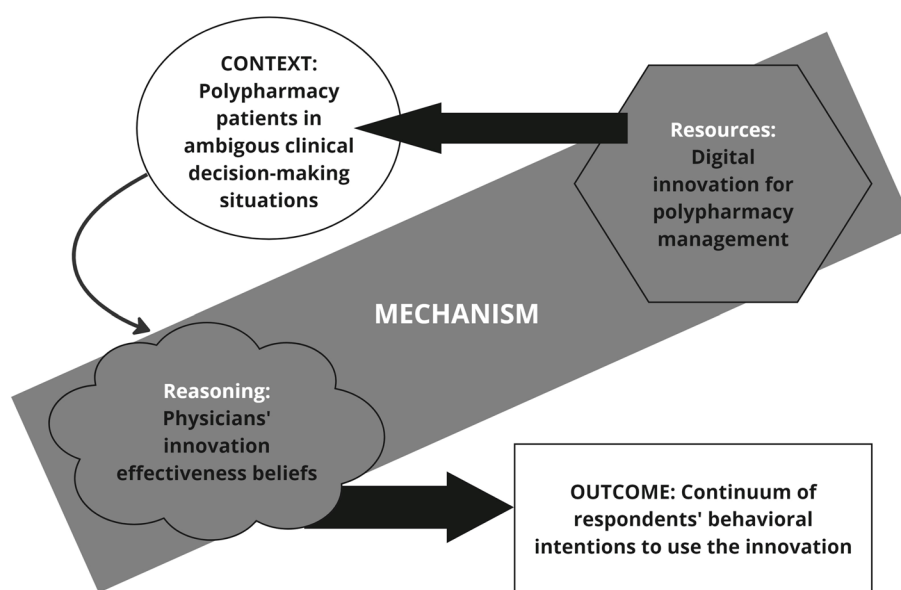 CONTEXT:
Polypharmacy
patients in
ambigous clinical
decision-making
situations
Resources:
Digital
innovation for
polypharmacy
management
MECHANISM
Reasoning:
Physicians'
innovation
effectiveness beliefs
OUTCOME: Continuum of
respondents' behavioral
intentions to use the innovation